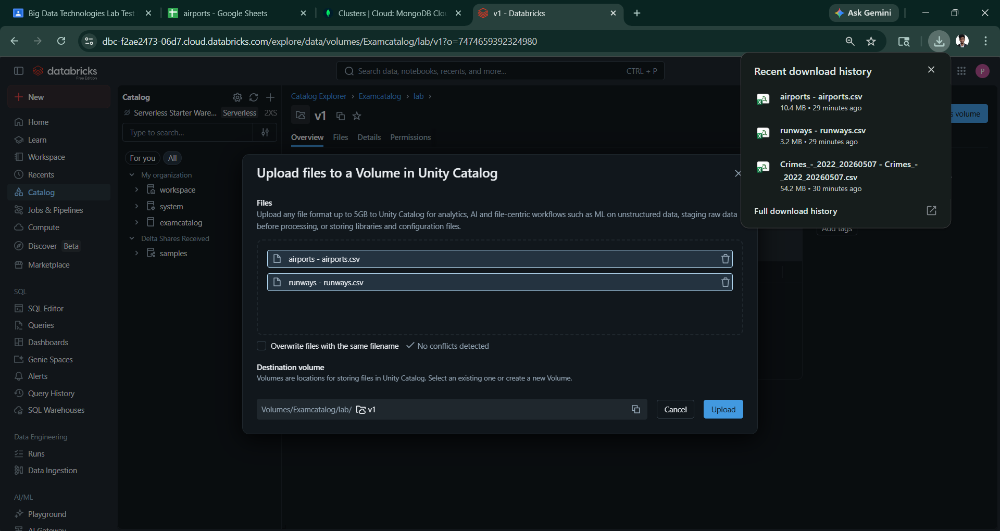 Big Data Technologies Lab Test
airports - Google Sheets
Clusters | Cloud: MongoDB Clo
v1 - Databricks
Ask Gemini
dbc-f2ae2473-06d7.cloud.databricks.com/explore/data/volumes/Examcatalog/lab/v1?o=7474659392324980
databricks
Free Edition
Search data, notebooks, recents, and more...
CTRL + P
P
New
Home
Learn
Workspace
Recents
Catalog
Jobs & Pipelines
Compute
Discover Beta
Marketplace
SQL
SQL Editor
Queries
Dashboards
Genie Spaces
Alerts
Query History
SQL Warehouses
Data Engineering
Runs
Data Ingestion
AI/ML
Playground
AI Gateway
Catalog
Serverless Starter Ware... Serverless 2XS
Type to search...
For you All
My organization
workspace
system
examcatalog
Delta Shares Received
samples
Catalog Explorer > Examcatalog > lab >
v1
Overview Files Details Permissions
s volume
Add tags
Upload files to a Volume in Unity Catalog
Files
Upload any file format up to 5GB to Unity Catalog for analytics, AI and file-centric workflows such as ML on unstructured data, staging raw data
before processing, or storing libraries and configuration files.
airports - airports.csv
runways - runways.csv
Overwrite files with the same filename No conflicts detected
Destination volume
Volumes are locations for storing files in Unity Catalog. Select an existing one or create a new Volume.
Volumes/Examcatalog/lab/ v1
Cancel
Upload
Recent download history
airports - airports.csv
10.4 MB • 29 minutes ago
runways - runways.csv
3.2 MB • 29 minutes ago
Crimes_-_2022_20260507 - Crimes_-
_2022_20260507.csv
54.2 MB • 30 minutes ago
Full download history